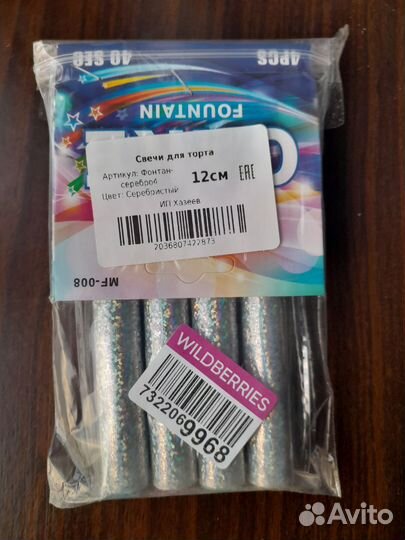 40 SEC
4PCS
FOUNTAIN
Свечи для торта
Артикул: Фонтан-
серебро4
12см
EAC
Цвет: Серебристый
ИП Хазеев
2036807422873
MF-008
WILDBERRIES
7322069968
Avito